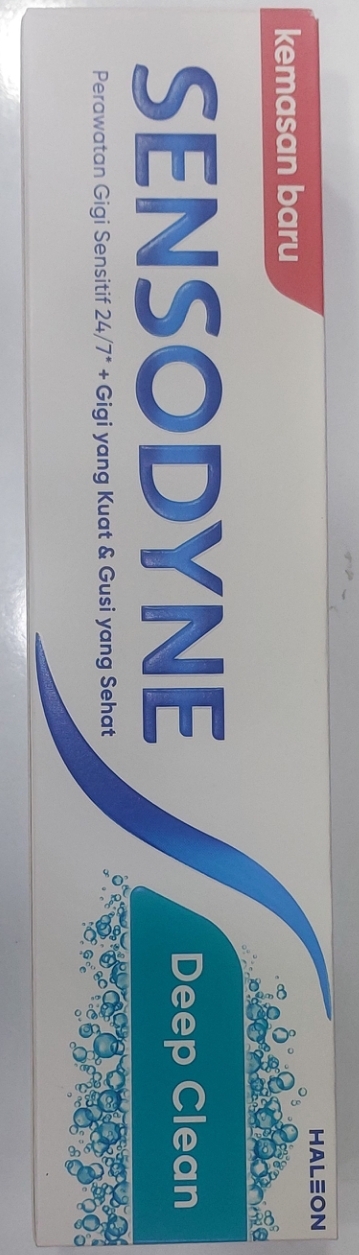 kemasan baru
SENSODYNE
Perawatan Gigi Sensitif 24/7* + Gigi yang Kuat & Gusi yang Sehat
HALEON
Deep Clean